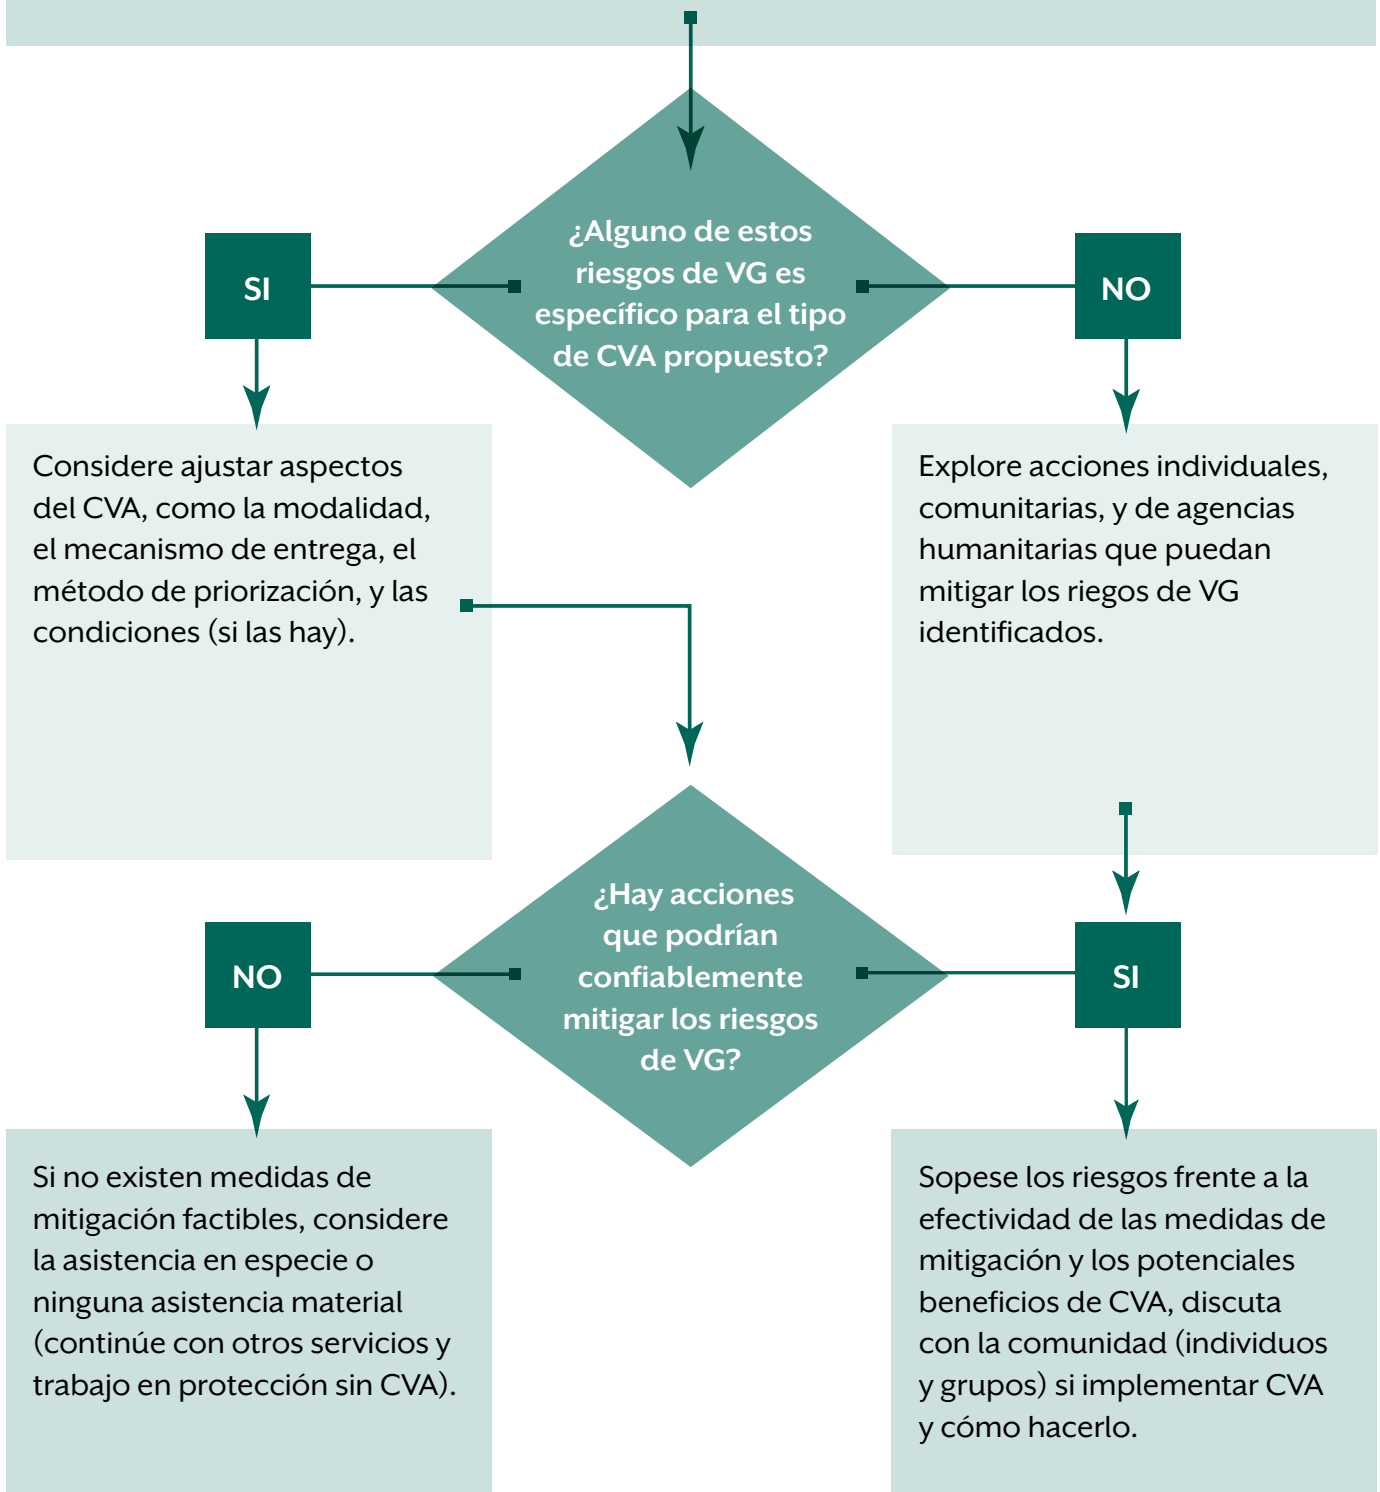 ¿Alguno de estos
riesgos de VG es
específico para el tipo
de CVA propuesto?
SI
NO
Considere ajustar aspectos
del CVA, como la modalidad,
el mecanismo de entrega, el
método de priorización, y las
condiciones (si las hay).
Explore acciones individuales,
comunitarias, y de agencias
humanitarias que puedan
mitigar los riegos de VG
identificados.
¿Hay acciones
que podrían
confiablemente
mitigar los riesgos
de VG?
NO
SI
Si no existen medidas de
mitigación factibles, considere
la asistencia en especie o
ninguna asistencia material
(continúe con otros servicios y
trabajo en protección sin CVA).
Sopese los riesgos frente a la
efectividad de las medidas de
mitigación y los potenciales
beneficios de CVA, discuta
con la comunidad (individuos
y grupos) si implementar CVA
y cómo hacerlo.